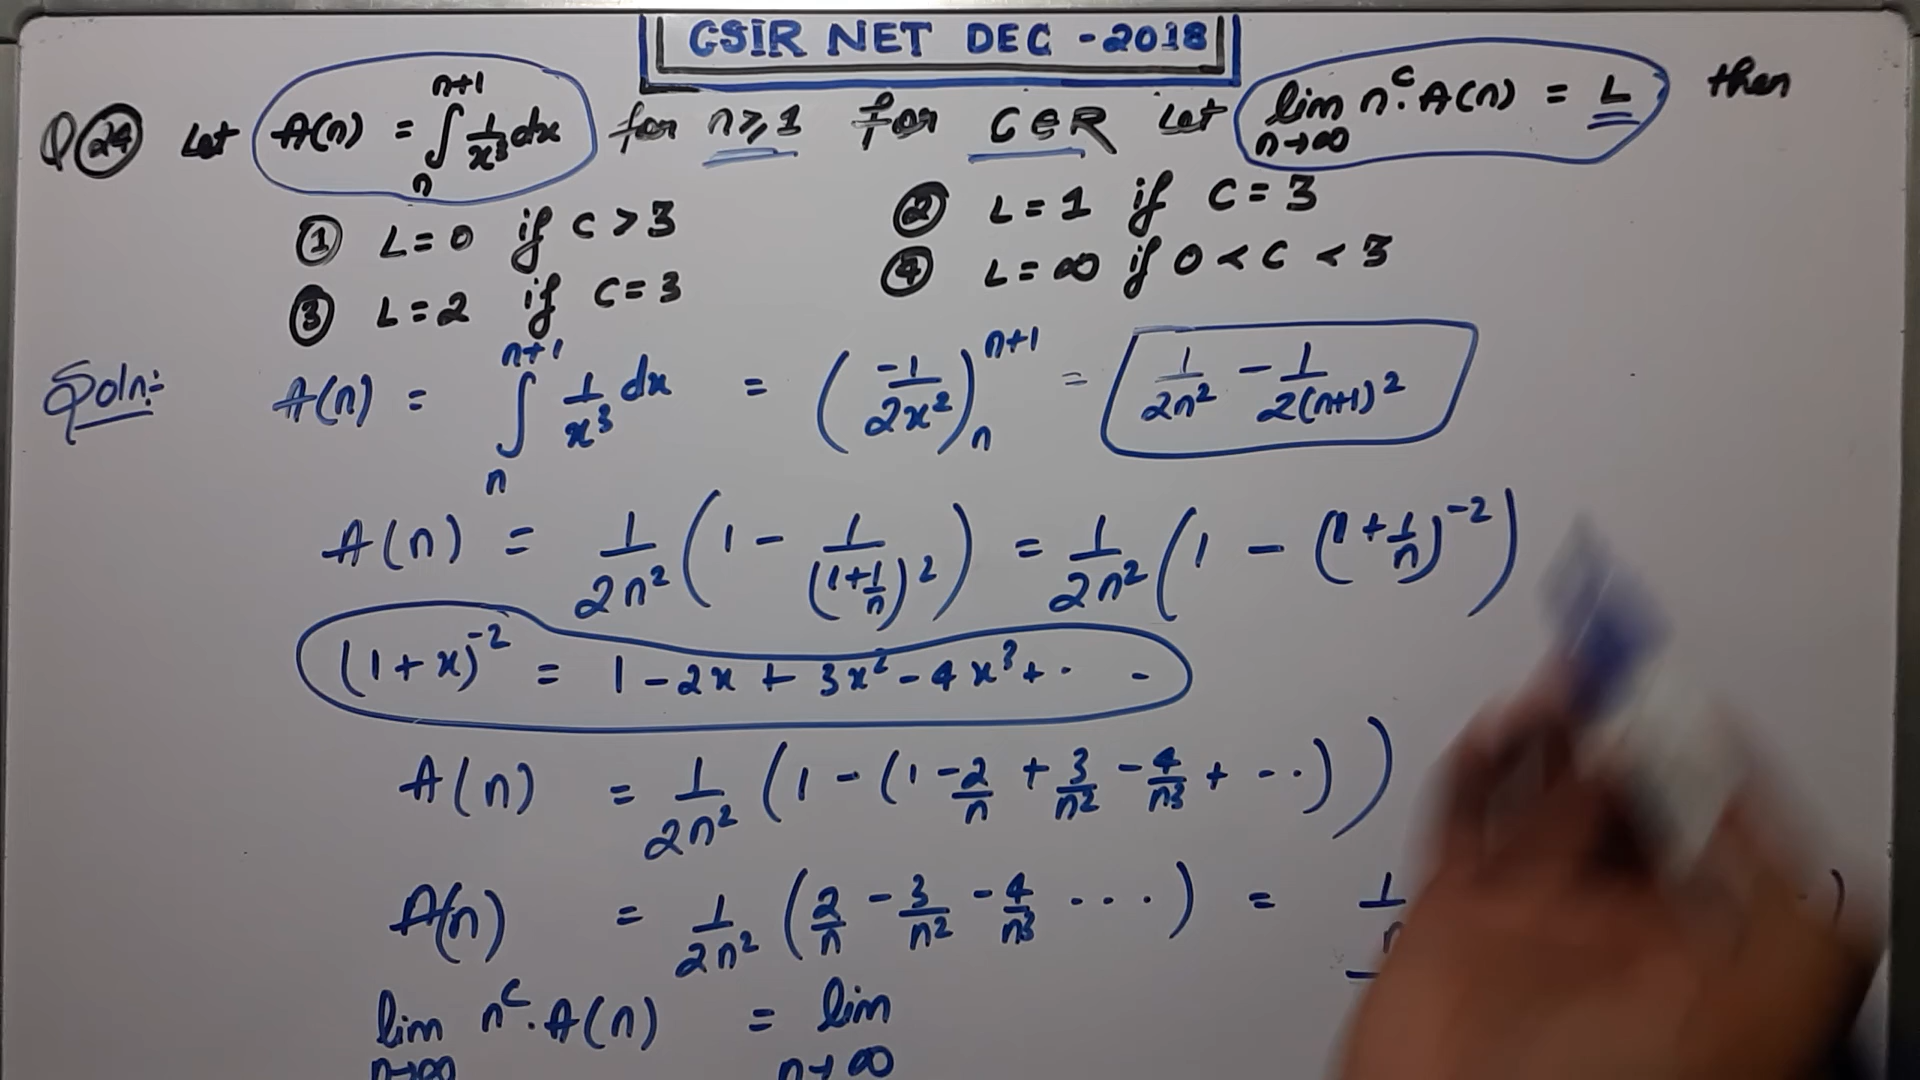 CSIR NET DEC - 2018
Q 24 Let A(n) = ∫ₙⁿ⁺¹ 1/x³ dx for n ≥ 1 for C ∈ R Let lim n→∞ nᶜ. A(n) = L then
① L = 0 if C > 3 ② L = 1 if C = 3
③ L = 2 if C = 3 ④ L = ∞ if 0 < C < 3
Soln:- A(n) = ∫ₙⁿ⁺¹ 1/x³ dx = (-1/2x²)ₙⁿ⁺¹ = 1/2n² - 1/2(n+1)²
A(n) = 1/2n² (1 - 1/(1+1/n)²) = 1/2n² (1 - (1+1/n)⁻²)
(1+x)⁻² = 1 - 2x + 3x² - 4x³ + · · -
A(n) = 1/2n² (1 - (1 - 2/n + 3/n² - 4/n³ + - · ·))
A(n) = 1/2n² (2/n - 3/n² - 4/n³ · · · ·) = 1/n )
lim n→∞ nᶜ. A(n) = lim n→∞